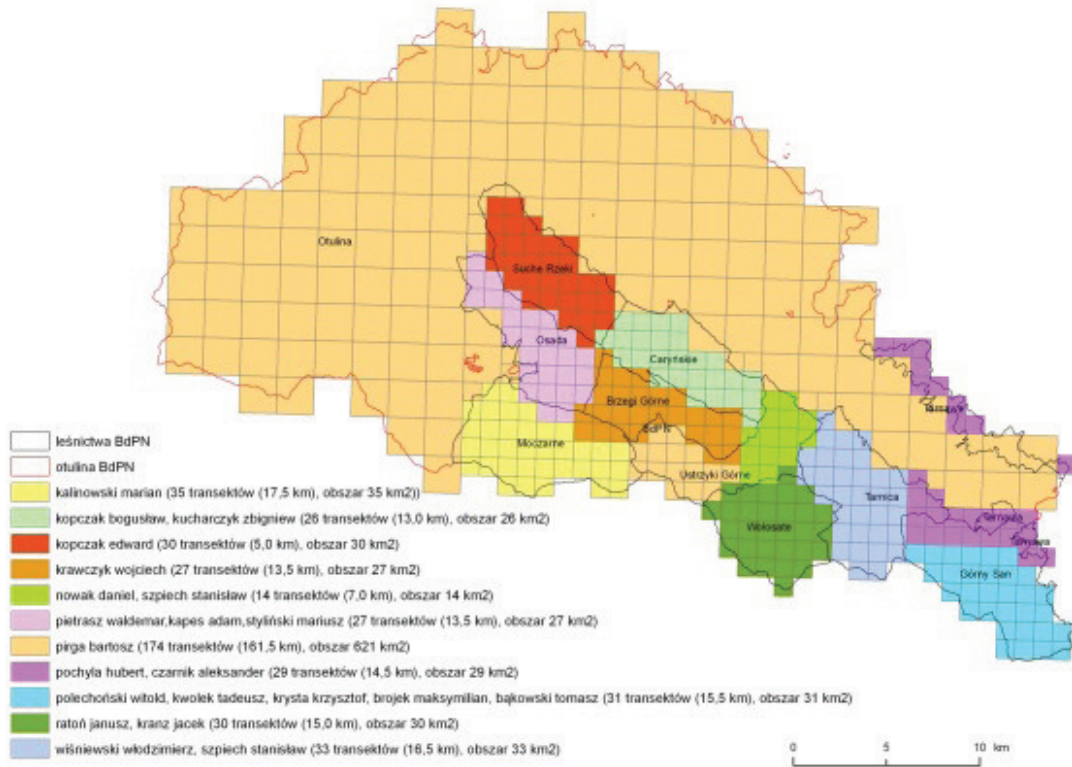 Otulina
Suche Rzeki
Osada
Caryńskie
Brzegi Górne
BdPN
Moczarne
Ustrzyki Górne
Tarnica
Wołosate
Tarnawa
Górny San
leśnictwa BdPN
otulina BdPN
kalinowski marian (35 transektów (17,5 km), obszar 35 km2))
kopczak bogusław, kucharczyk zbigniew (26 transektów (13,0 km), obszar 26 km2)
kopczak edward (30 transektów (5,0 km), obszar 30 km2)
krawczyk wojciech (27 transektów (13,5 km), obszar 27 km2)
nowak daniel, szpiech stanisław (14 transektów (7,0 km), obszar 14 km2)
pietrasz waldemar,kapes adam,styliński mariusz (27 transektów (13,5 km), obszar 27 km2)
pirga bartosz (174 transektów (161,5 km), obszar 621 km2)
pochyla hubert, czarnik aleksander (29 transektów (14,5 km), obszar 29 km2)
polechoński witold, kwolek tadeusz, krysta krzysztof, brojek maksymilian, bąkowski tomasz (31 transektów (15,5 km), obszar 31 km2)
ratoń janusz, kranz jacek (30 transektów (15,0 km), obszar 30 km2)
wiśniewski włodzimierz, szpiech stanisław (33 transektów (16,5 km), obszar 33 km2)
0 5 10 km